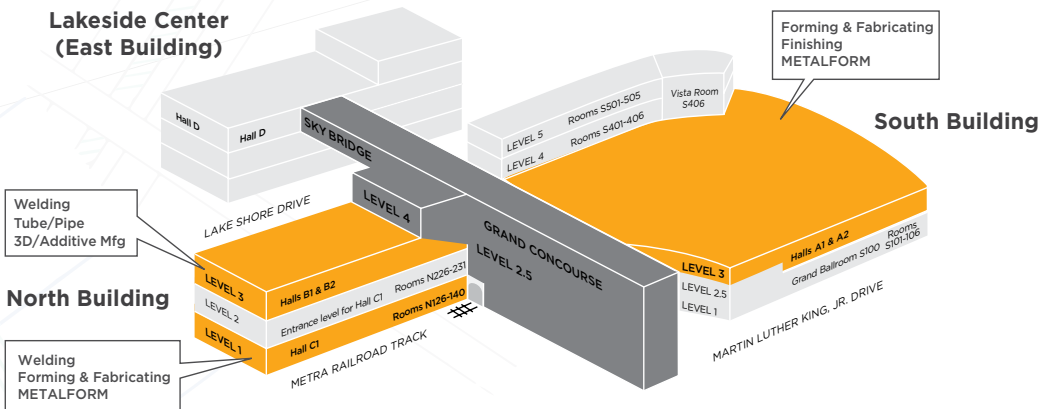 Lakeside Center
(East Building)
Forming & Fabricating
Finishing
METALFORM
Hall D
Hall D
SKY BRIDGE
LEVEL 5
Rooms S501-505
LEVEL 4
Rooms S401-406
Vista Room
S406
South Building
Welding
Tube/Pipe
3D/Additive Mfg
LAKE SHORE DRIVE
LEVEL 4
GRAND CONCOURSE
LEVEL 2.5
North Building
LEVEL 3
Halls B1 & B2
LEVEL 2
Entrance level for Hall C1
Rooms N226-231
LEVEL 1
Hall C1
Rooms N126-140
LEVEL 3
Halls A1 & A2
LEVEL 2.5
LEVEL 1
Grand Ballroom S100
Rooms
S101-106
METRA RAILROAD TRACK
MARTIN LUTHER KING, JR. DRIVE
Welding
Forming & Fabricating
METALFORM